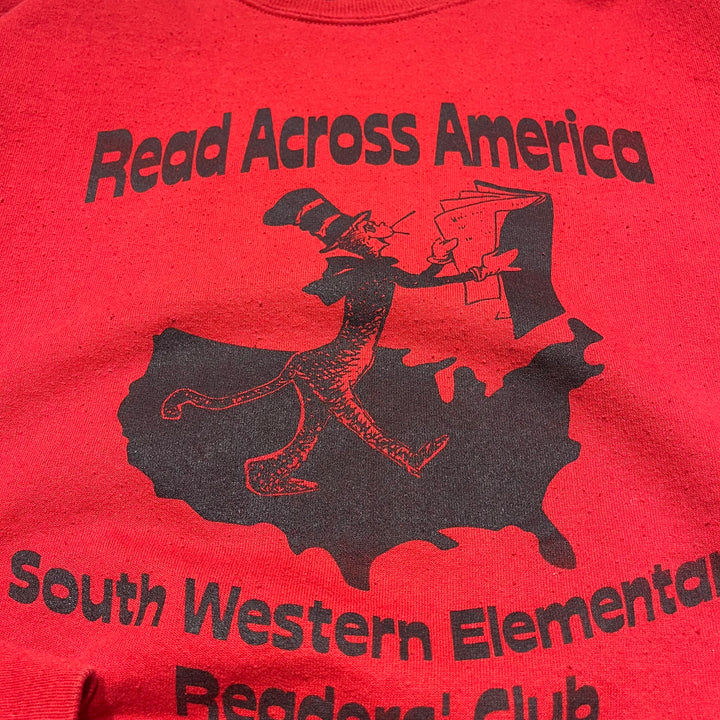 Read Across America
South Western Elementar
Readers' Club